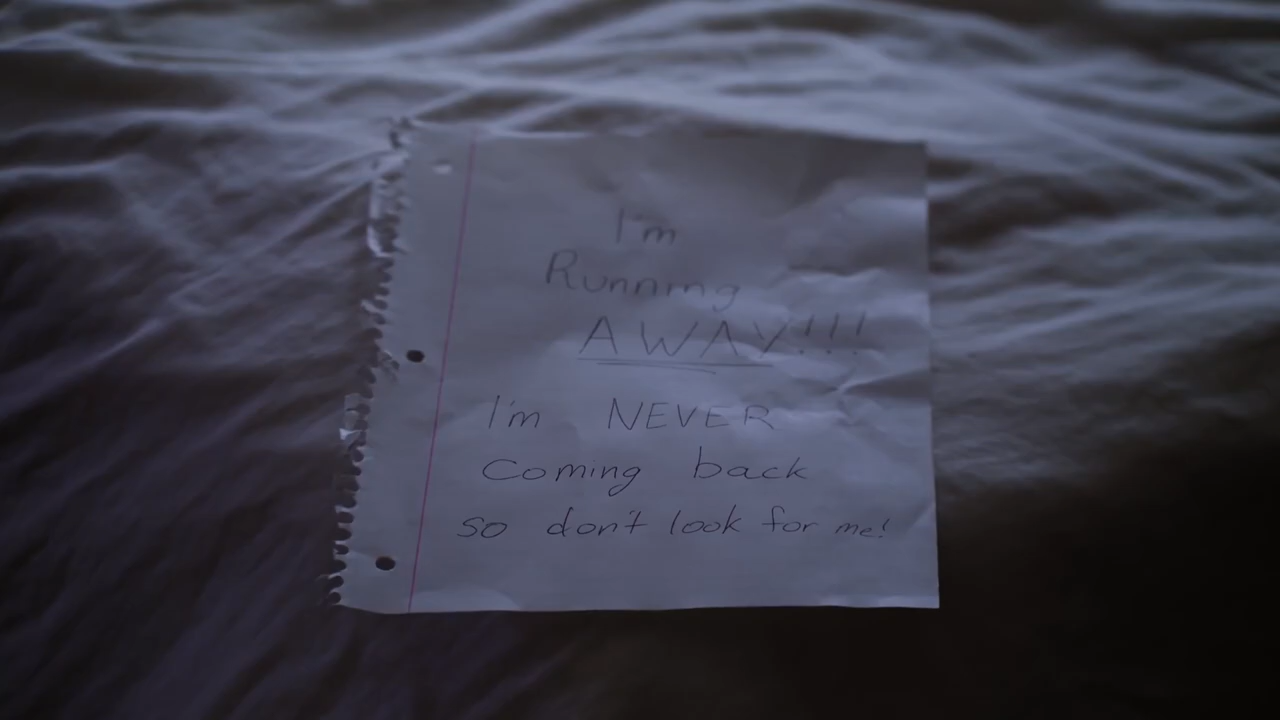 I'm
Running
AWAY!!!
I'm NEVER
Coming back
so don't look for me!